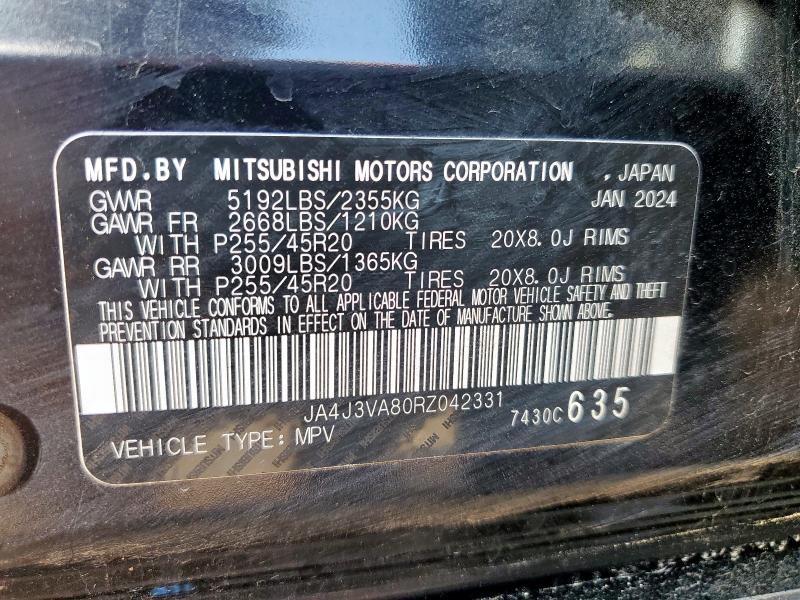 MFD.BY MITSUBISHI MOTORS CORPORATION , JAPAN
GVWR 5192LBS/2355KG JAN 2024
GAWR FR 2668LBS/1210KG
WITH P255/45R20 TIRES 20X8.0J RIMS
GAWR RR 3009LBS/1365KG
WITH P255/45R20 TIRES 20X8.0J RIMS
THIS VEHICLE CONFORMS TO ALL APPLICABLE FEDERAL MOTOR VEHICLE SAFETY AND THEFT
PREVENTION STANDARDS IN EFFECT ON THE DATE OF MANUFACTURE SHOWN ABOVE.
JA4J3VA80RZ042331 7430C 635
VEHICLE TYPE: MPV